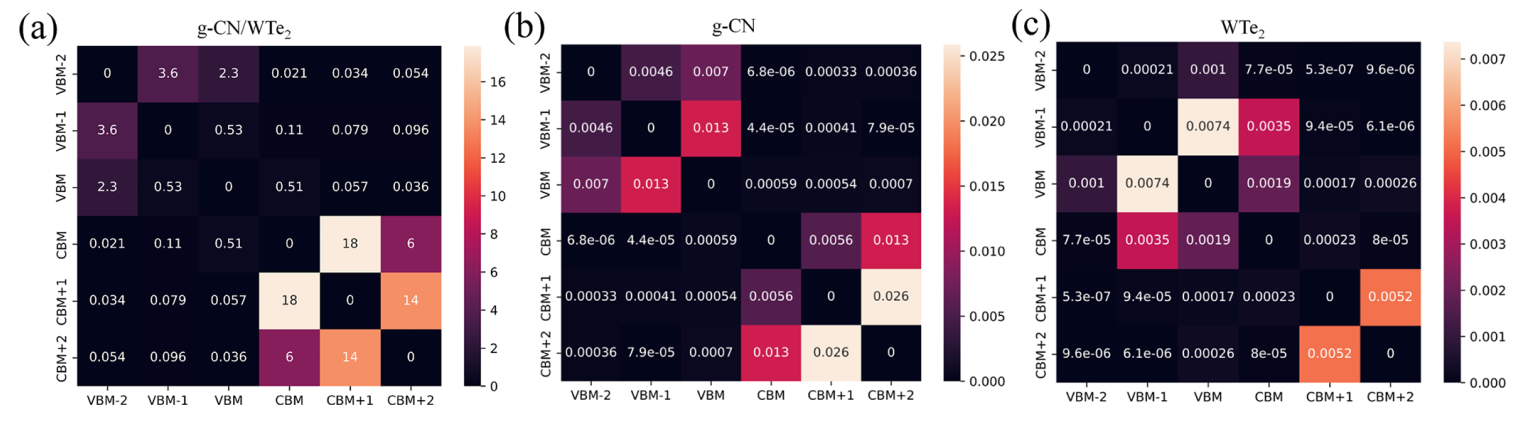 (a)
g-CN/WTe₂
VBM-2 0 3.6 2.3 0.021 0.034 0.054
VBM-1 3.6 0 0.53 0.11 0.079 0.096
VBM 2.3 0.53 0 0.51 0.057 0.036
CBM 0.021 0.11 0.51 0 18 6
CBM+1 0.034 0.079 0.057 18 0 14
CBM+2 0.054 0.096 0.036 6 14 0
VBM-2 VBM-1 VBM CBM CBM+1 CBM+2
16
14
12
10
8
6
4
2
0
(b)
g-CN
VBM-2 0 0.0046 0.007 6.8e-06 0.00033 0.00036
VBM-1 0.0046 0 0.013 4.4e-05 0.00041 7.9e-05
VBM 0.007 0.013 0 0.00059 0.00054 0.0007
CBM 6.8e-06 4.4e-05 0.00059 0 0.0056 0.013
CBM+1 0.00033 0.00041 0.00054 0.0056 0 0.026
CBM+2 0.00036 7.9e-05 0.0007 0.013 0.026 0
VBM-2 VBM-1 VBM CBM CBM+1 CBM+2
0.025
0.020
0.015
0.010
0.005
0.000
(c)
WTe₂
VBM-2 0 0.00021 0.001 7.7e-05 5.3e-07 9.6e-06
VBM-1 0.00021 0 0.0074 0.0035 9.4e-05 6.1e-06
VBM 0.001 0.0074 0 0.0019 0.00017 0.00026
CBM 7.7e-05 0.0035 0.0019 0 0.00023 8e-05
CBM+1 5.3e-07 9.4e-05 0.00017 0.00023 0 0.0052
CBM+2 9.6e-06 6.1e-06 0.00026 8e-05 0.0052 0
VBM-2 VBM-1 VBM CBM CBM+1 CBM+2
0.007
0.006
0.005
0.004
0.003
0.002
0.001
0.000